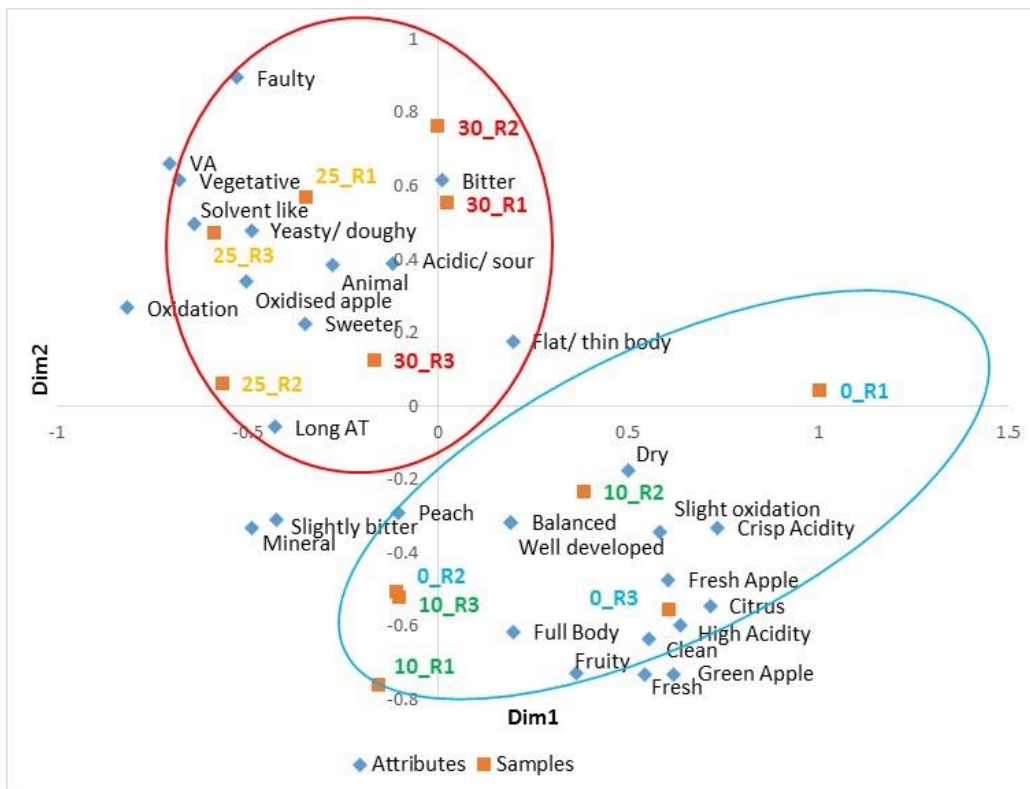 1
Faulty
0.8
30_R2
VA
25_R1
Vegetative
0.6
Bitter
30_R1
Solvent like
Yeasty/ doughy
25_R3
0.4
Acidic/ sour
Animal
Oxidised apple
Oxidation
Sweeter
0.2
Flat/ thin body
30_R3
Dim2
25_R2
0
0_R1
-1
-0.5
Long AT
0
0.5
1
1.5
Dry
-0.2
10_R2
Slight oxidation
Peach
Slightly bitter
Balanced
Crisp Acidity
Mineral
-0.4
Well developed
0_R2
Fresh Apple
10_R3
0_R3
Citrus
-0.6
Full Body
High Acidity
Clean
10_R1
Fruity
Green Apple
Fresh
-0.8
Dim1
Attributes Samples